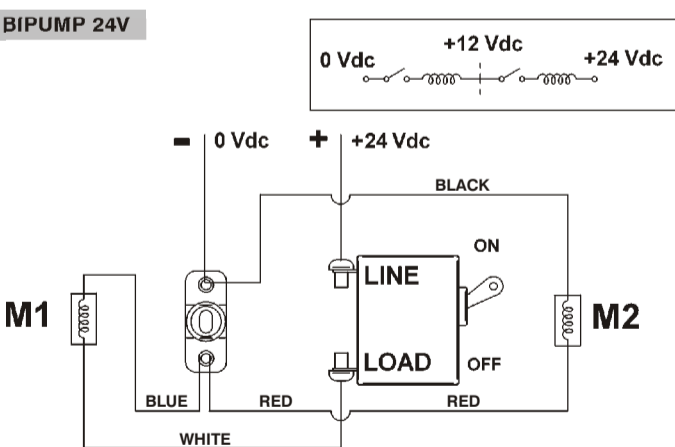 BIPUMP 24V
0 Vdc
+12 Vdc
+24 Vdc
- 0 Vdc
+ +24 Vdc
BLACK
LINE
ON
M1
M2
LOAD
OFF
BLUE
RED
RED
WHITE